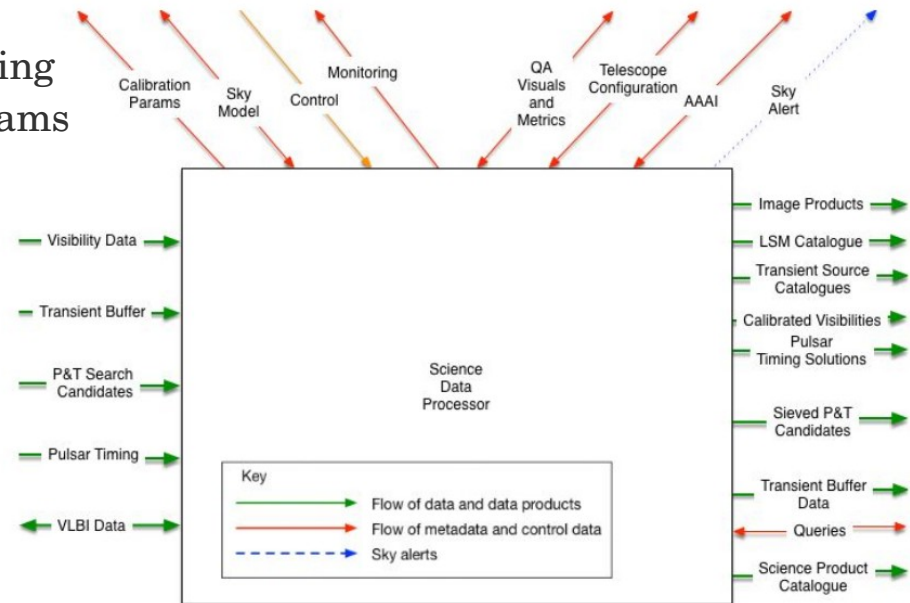 ing
ams
Calibration
Params
Sky
Model
Control
Monitoring
QA
Visuals
and
Metrics
Telescope
Configuration
AAAI
Sky
Alert
Visibility Data
Transient Buffer
P&T Search
Candidates
Pulsar Timing
VLBI Data
Science
Data
Processor
Image Products
LSM Catalogue
Transient Source
Catalogues
Calibrated Visibilities
Pulsar
Timing Solutions
Sieved P&T
Candidates
Transient Buffer
Data
Queries
Science Product
Catalogue
Key
Flow of data and data products
Flow of metadata and control data
Sky alerts